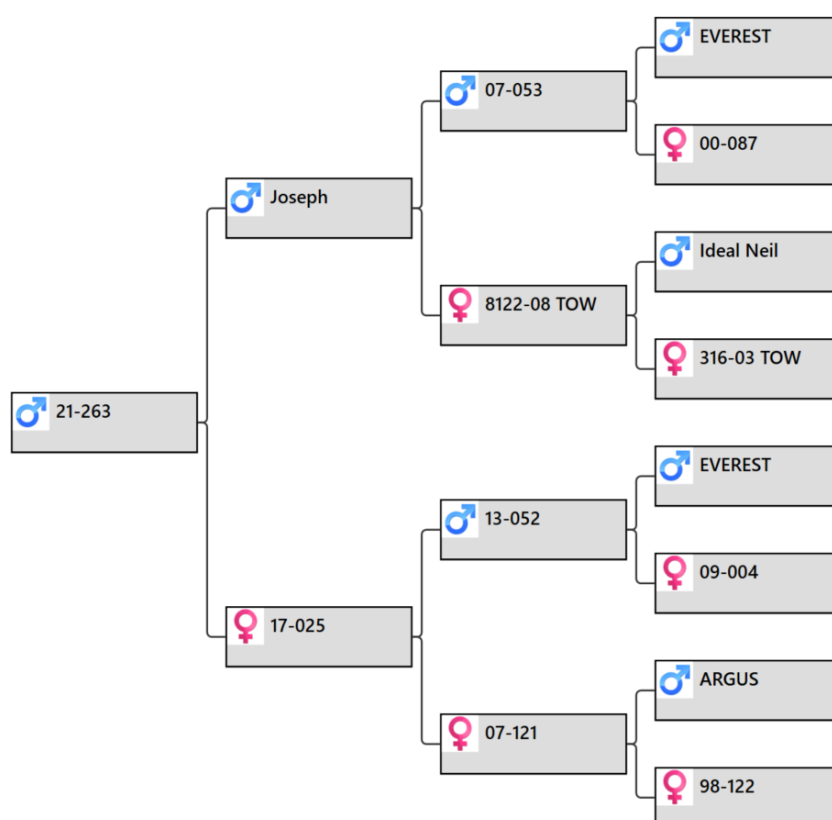 EVEREST
07-053
00-087
Joseph
Ideal Neil
8122-08 TOW
316-03 TOW
21-263
EVEREST
13-052
09-004
17-025
ARGUS
07-121
98-122